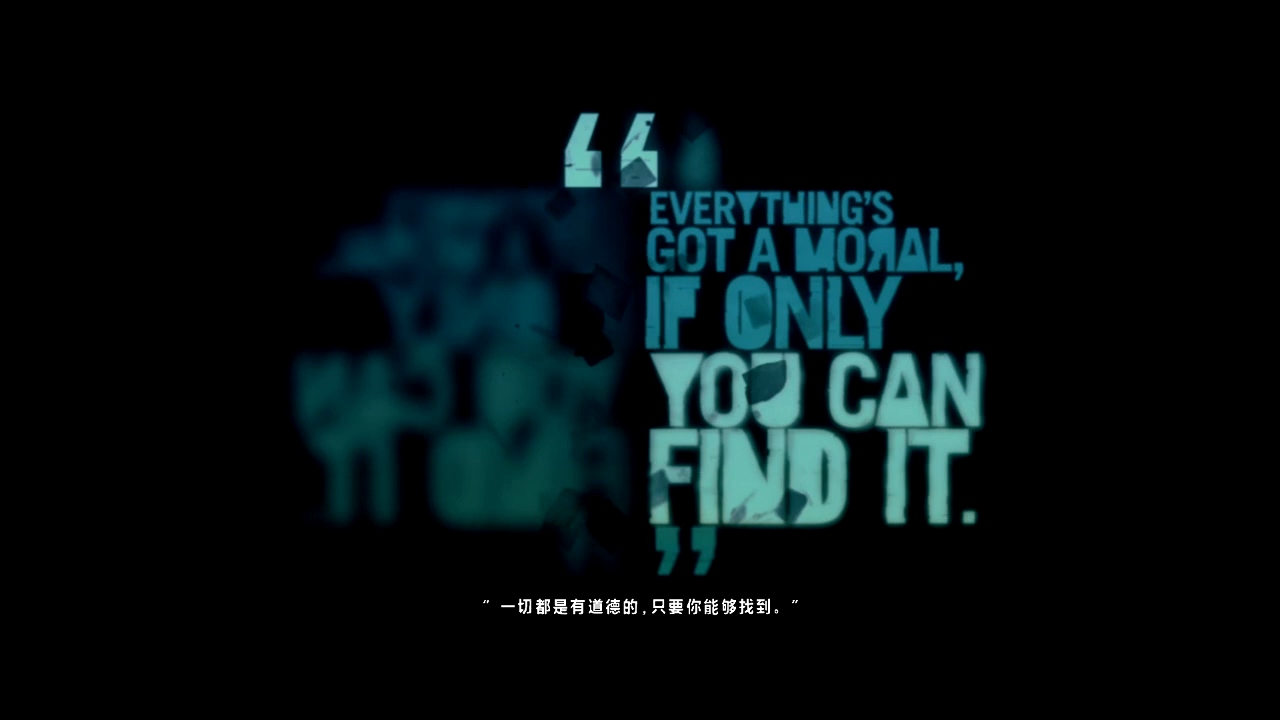 “
EVERYTHING'S
GOT A MORAL,
IF ONLY
YOU CAN
FIND IT.
”
“一切都是有道德的,只要你能够找到。”